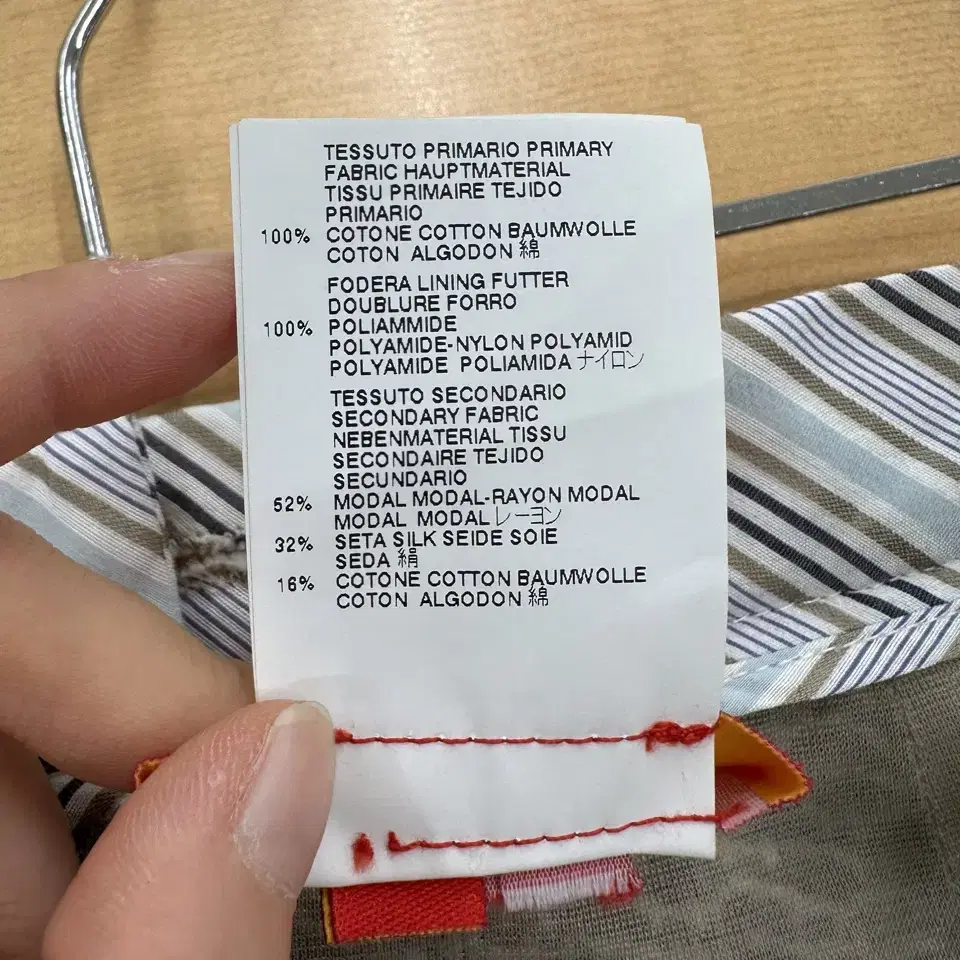 TESSUTO PRIMARIO PRIMARY
FABRIC HAUPTMATERIAL
TISSU PRIMAIRE TEJIDO
PRIMARIO
100% COTONE COTTON BAUMWOLLE
COTON ALGODON 綿
FODERA LINING FUTTER
DOUBLURE FORRO
100% POLIAMMIDE
POLYAMIDE-NYLON POLYAMID
POLYAMIDE POLIAMIDA ナイロン
TESSUTO SECONDARIO
SECONDARY FABRIC
NEBENMATERIAL TISSU
SECONDAIRE TEJIDO
SECUNDARIO
52% MODAL MODAL-RAYON MODAL
MODAL MODAL レーヨン
32% SETA SILK SEIDE SOIE
SEDA 絹
16% COTONE COTTON BAUMWOLLE
COTON ALGODON 綿